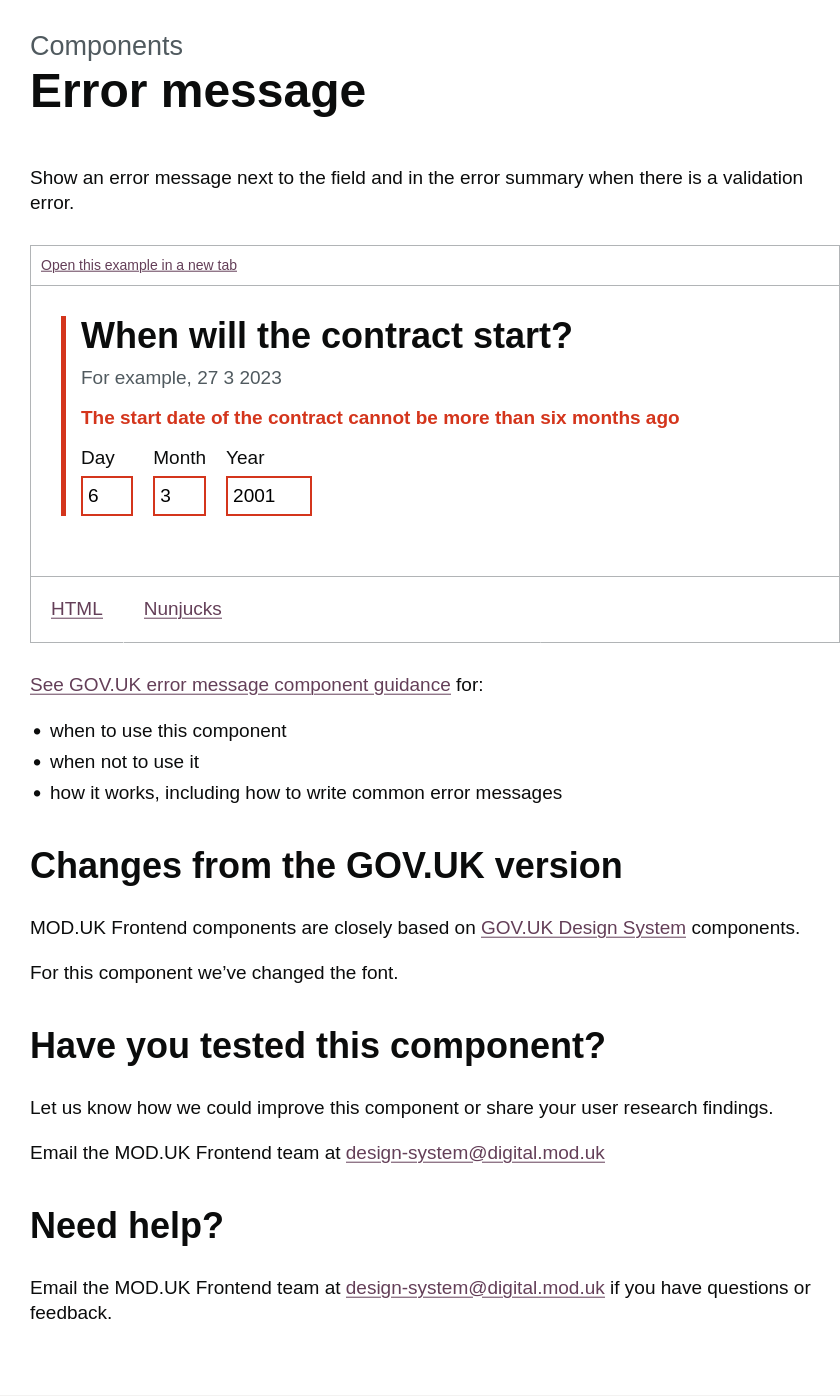 Components
Error message
Show an error message next to the field and in the error summary when there is a validation
error.
Open this example in a new tab
When will the contract start?
For example, 27 3 2023
The start date of the contract cannot be more than six months ago
Day Month Year
6 3 2001
HTML Nunjucks
See GOV.UK error message component guidance for:
• when to use this component
• when not to use it
• how it works, including how to write common error messages
Changes from the GOV.UK version
MOD.UK Frontend components are closely based on GOV.UK Design System components.
For this component we’ve changed the font.
Have you tested this component?
Let us know how we could improve this component or share your user research findings.
Email the MOD.UK Frontend team at design-system@digital.mod.uk
Need help?
Email the MOD.UK Frontend team at design-system@digital.mod.uk if you have questions or
feedback.